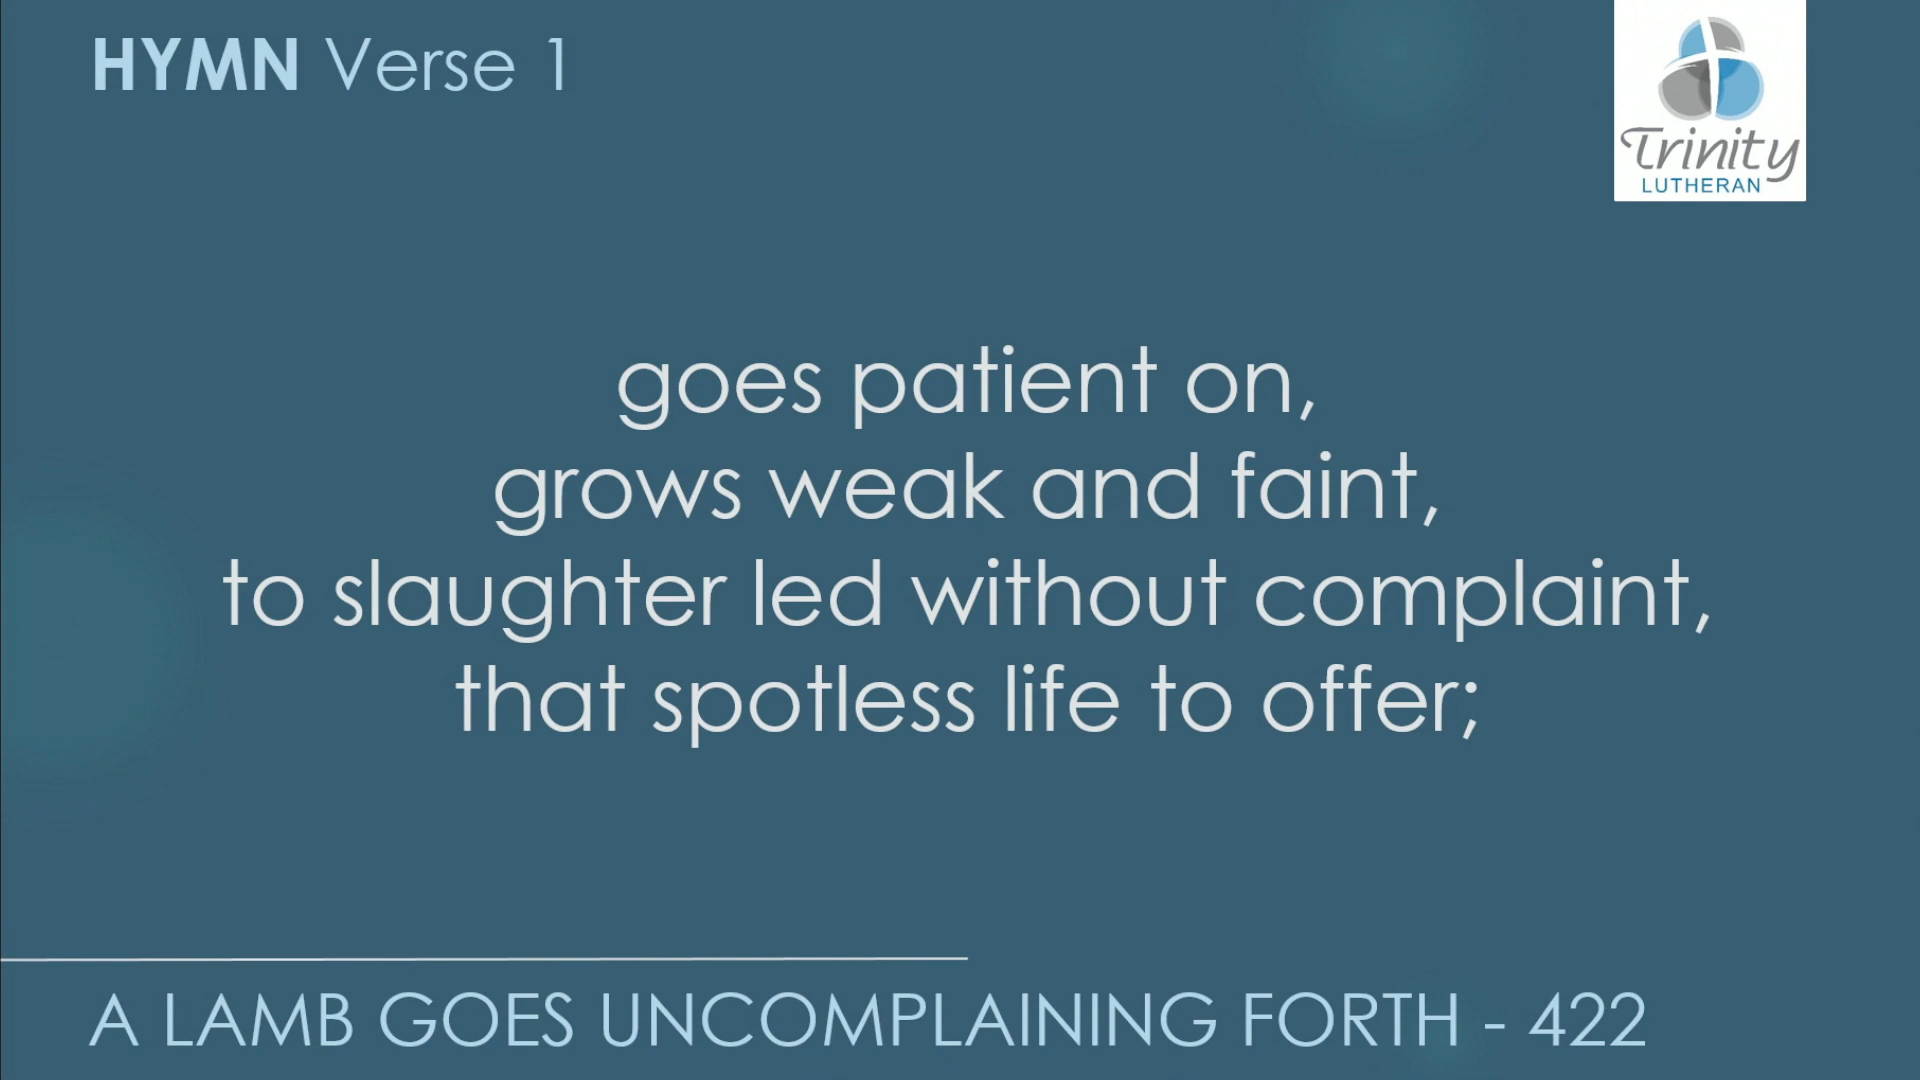 HYMN Verse 1
Trinity
LUTHERAN
goes patient on,
grows weak and faint,
to slaughter led without complaint,
that spotless life to offer;
A LAMB GOES UNCOMPLAINING FORTH - 422